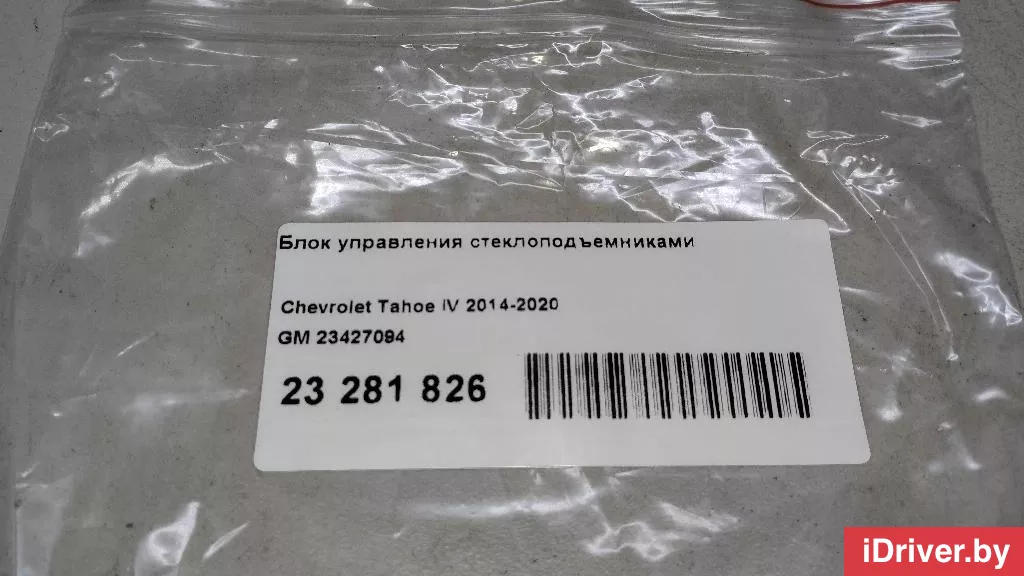 Блок управления стеклоподъемниками
Chevrolet Tahoe IV 2014-2020
GM 23427094
23 281 826
iDriver.by